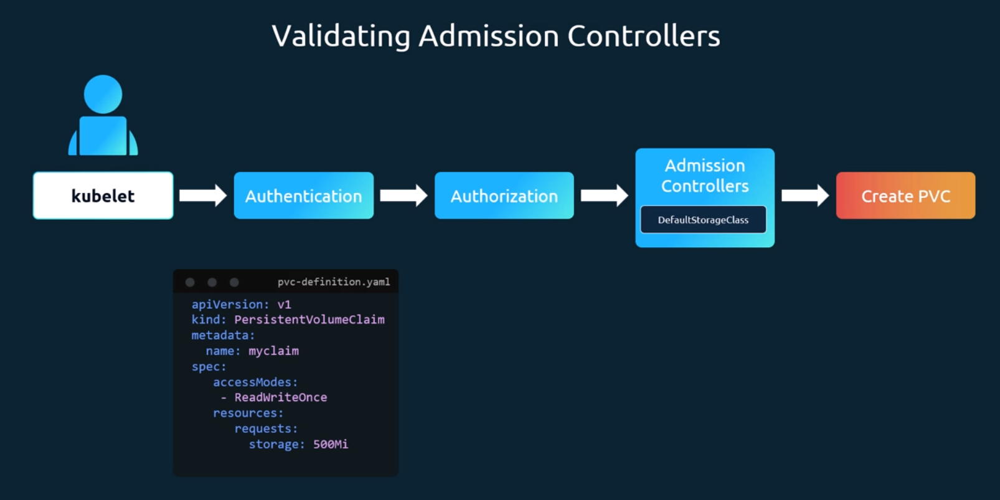 Validating Admission Controllers
kubelet
Authentication
Authorization
Admission
Controllers
DefaultStorageClass
Create PVC
pvc-definition.yaml
apiVersion: v1
kind: PersistentVolumeClaim
metadata:
  name: myclaim
spec:
   accessModes:
    - ReadWriteOnce
   resources:
      requests:
        storage: 500Mi